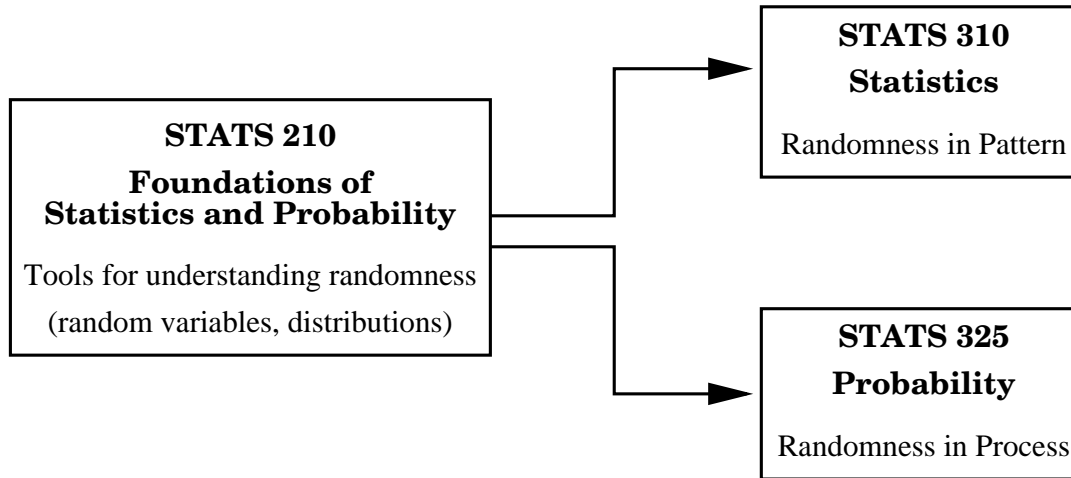 STATS 210
Foundations of
Statistics and Probability
Tools for understanding randomness
(random variables, distributions)
STATS 310
Statistics
Randomness in Pattern
STATS 325
Probability
Randomness in Process